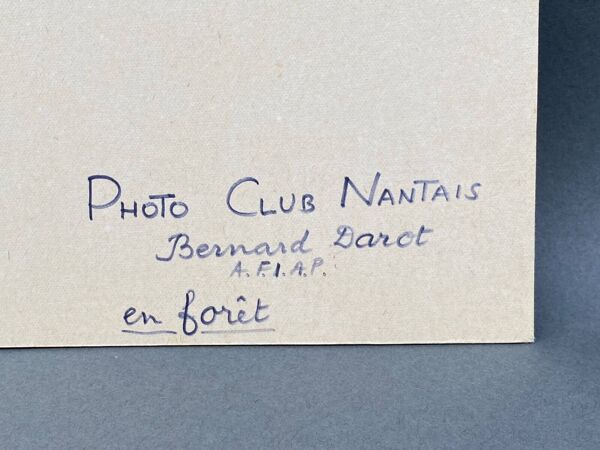 PHOTO CLUB NANTAIS
Bernard Darot
A.F.I.A.P.
en forêt